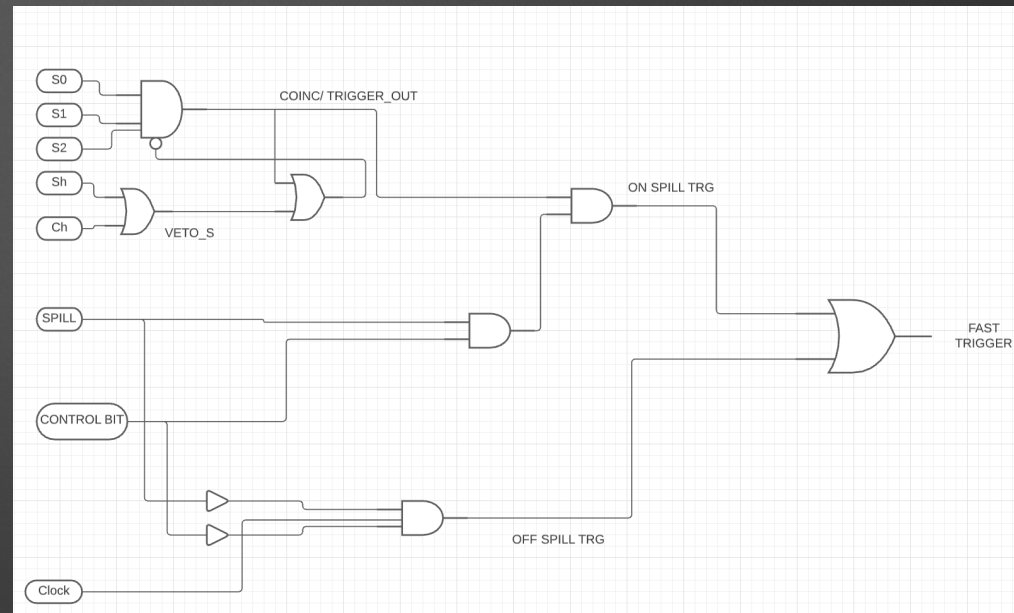 S0
COINC/ TRIGGER_OUT
S1
S2
Sh
ON SPILL TRG
Ch
VETO_S
SPILL
FAST
TRIGGER
CONTROL BIT
OFF SPILL TRG
Clock